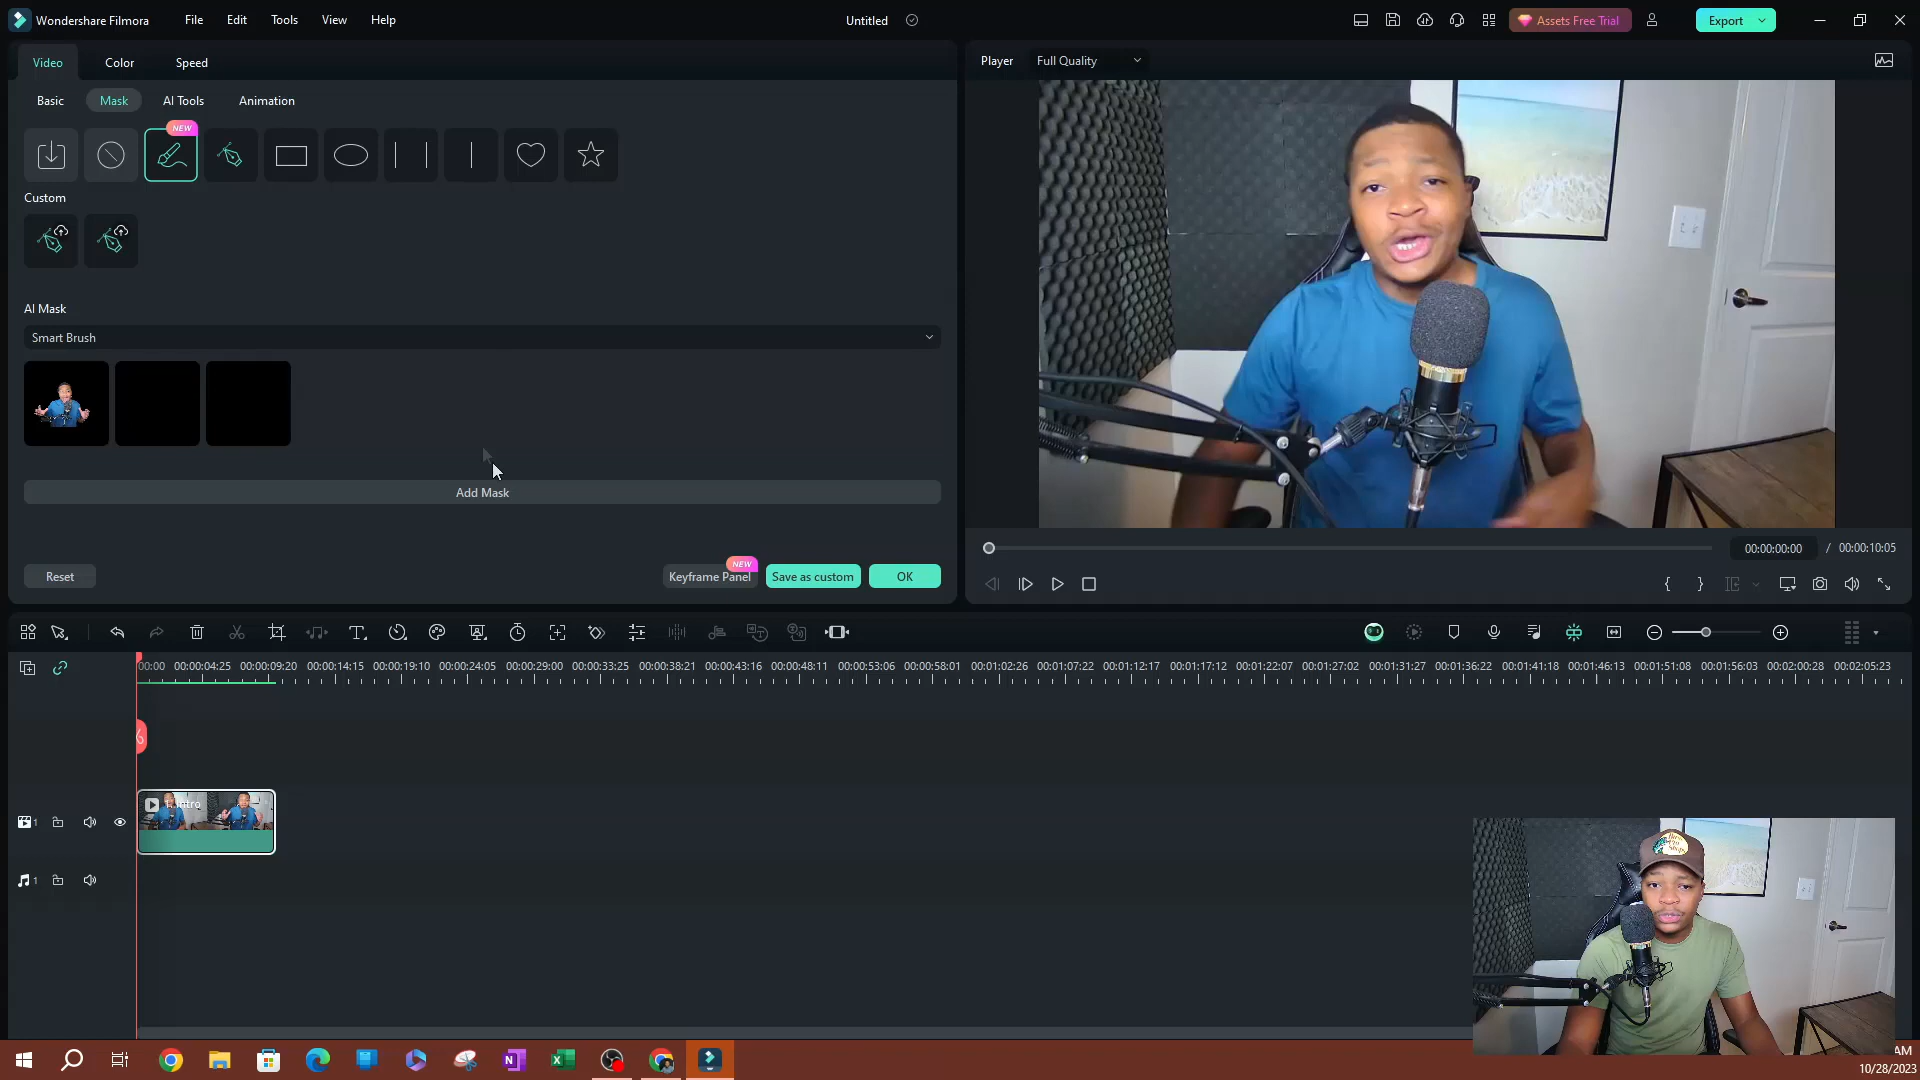 Wondershare Filmora File Edit Tools View Help Untitled Assets Free Trial Export
Video Color Speed
Player Full Quality
Basic Mask AI Tools Animation
NEW
Custom
AI Mask
Smart Brush
Add Mask
NEW
Reset Keyframe Panel Save as custom OK
00:00:00:00 / 00:00:10:05
00:00 00:00:04:25 00:00:09:20 00:00:14:15 00:00:19:10 00:00:24:05 00:00:29:00 00:00:33:25 00:00:38:21 00:00:43:16 00:00:48:11 00:00:53:06 00:00:58:01 00:01:02:26 00:01:07:22 00:01:12:17 00:01:17:12 00:01:22:07 00:01:27:02 00:01:31:27 00:01:36:22 00:01:41:18 00:01:46:13 00:01:51:08 00:01:56:03 00:02:00:28 00:02:05:23
1
1
Bass
Pro
Shops
AM
10/28/2023